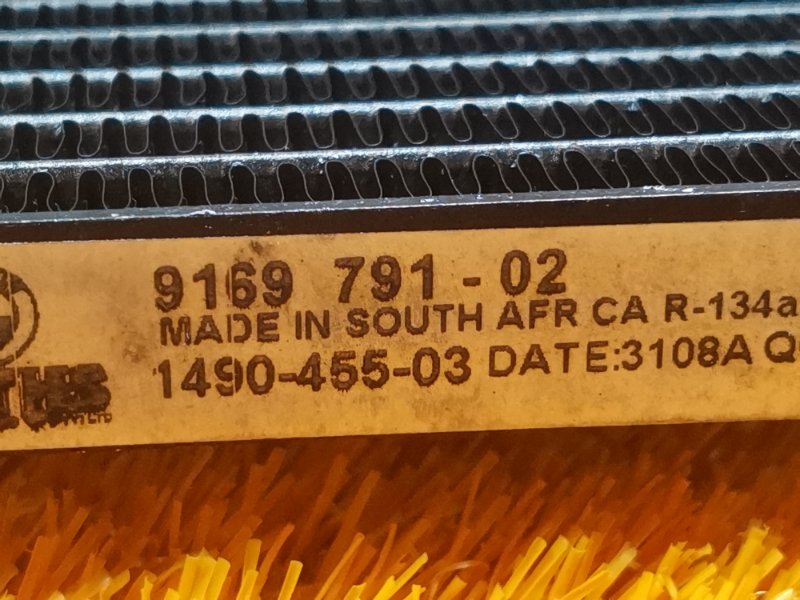 9169 791-02
MADE IN SOUTH AFR CA R-134a
1490-455-03 DATE:3108A Q